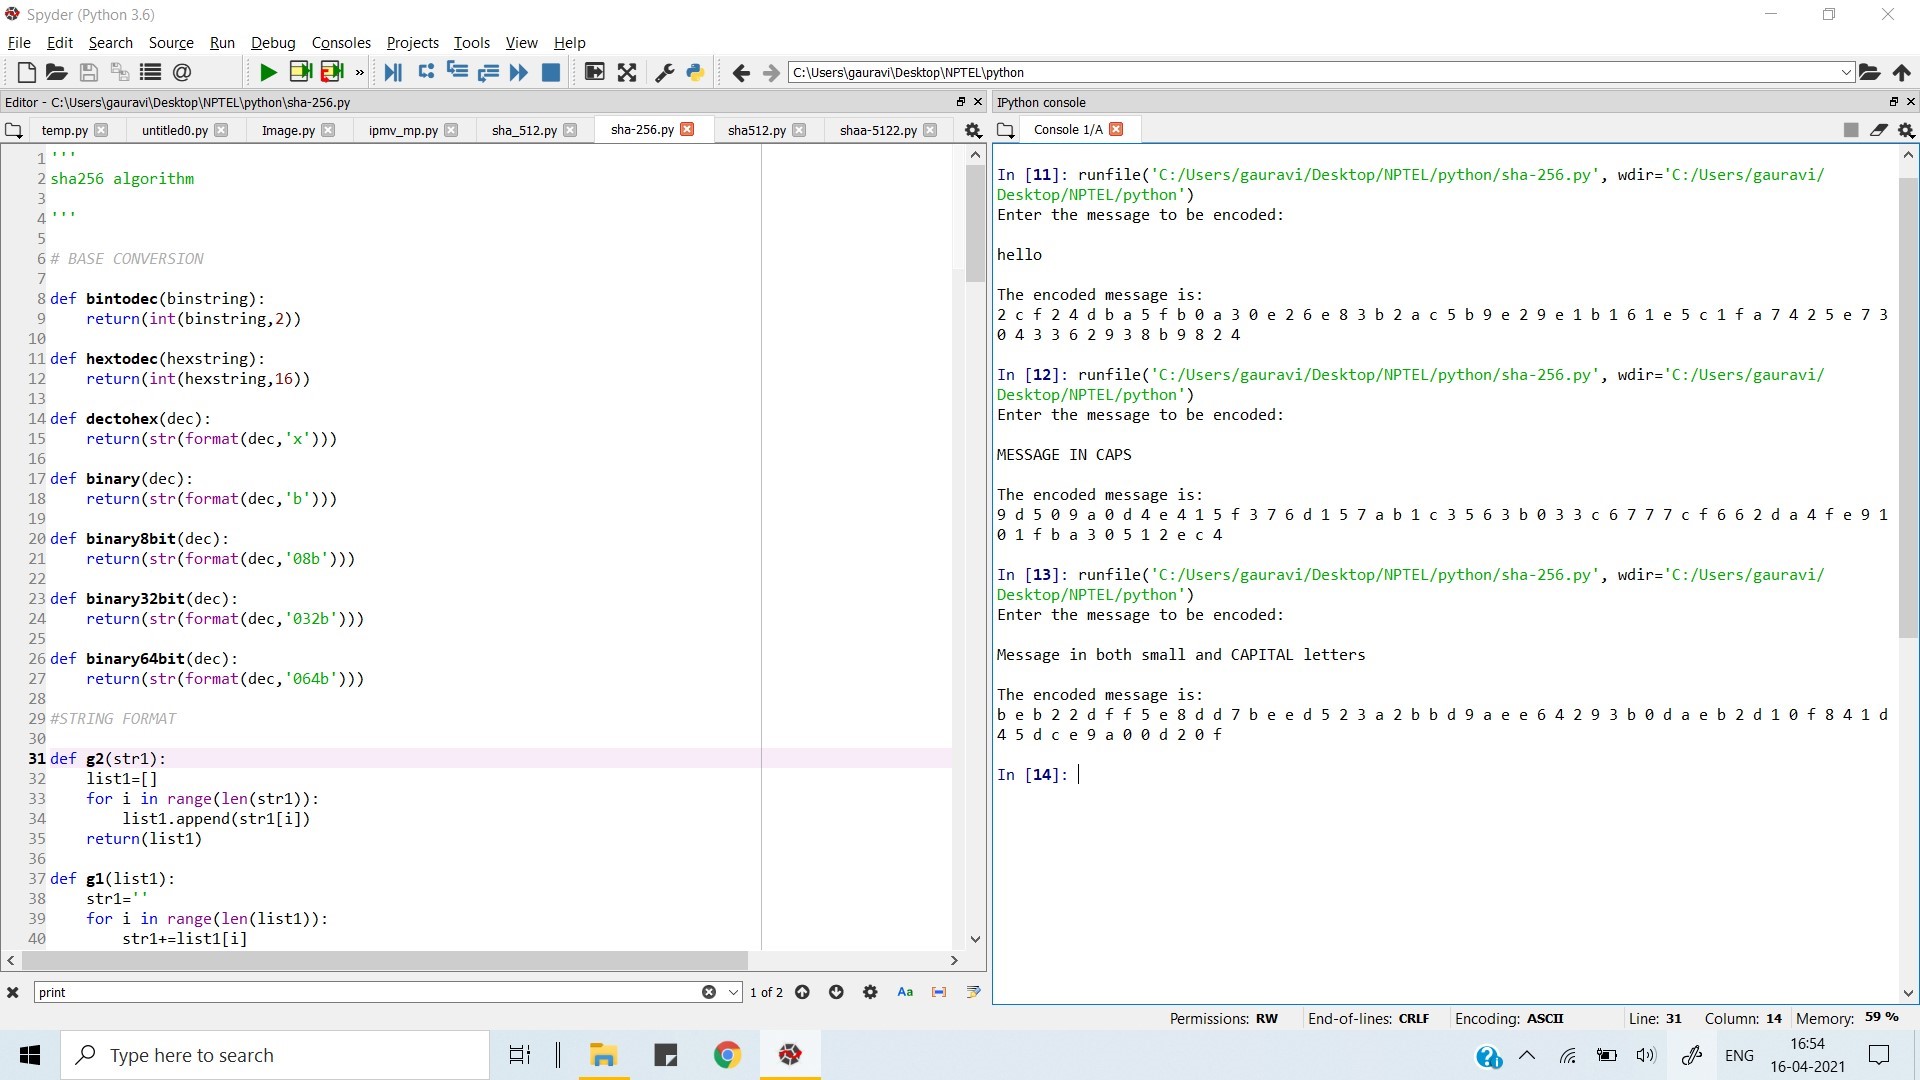 Spyder (Python 3.6)
File Edit Search Source Run Debug Consoles Projects Tools View Help
C:\Users\gauravi\Desktop\NPTEL\python
Editor - C:\Users\gauravi\Desktop\NPTEL\python\sha-256.py
temp.py untitled0.py Image.py ipmv_mp.py sha_512.py sha-256.py sha512.py shaa-5122.py
1 '''
2 sha256 algorithm
3
4 '''
5
6 # BASE CONVERSION
7
8 def bintodec(binstring):
9 return(int(binstring,2))
10
11 def hextodec(hexstring):
12 return(int(hexstring,16))
13
14 def dectohex(dec):
15 return(str(format(dec,'x')))
16
17 def binary(dec):
18 return(str(format(dec,'b')))
19
20 def binary8bit(dec):
21 return(str(format(dec,'08b')))
22
23 def binary32bit(dec):
24 return(str(format(dec,'032b')))
25
26 def binary64bit(dec):
27 return(str(format(dec,'064b')))
28
29 #STRING FORMAT
30
31 def g2(str1):
32 list1=[]
33 for i in range(len(str1)):
34 list1.append(str1[i])
35 return(list1)
36
37 def g1(list1):
38 str1=''
39 for i in range(len(list1)):
40 str1+=list1[i]
print
1 of 2
Aa
IPython console
Console 1/A
In [11]: runfile('C:/Users/gauravi/Desktop/NPTEL/python/sha-256.py', wdir='C:/Users/gauravi/
Desktop/NPTEL/python')
Enter the message to be encoded:
hello
The encoded message is:
2 c f 2 4 d b a 5 f b 0 a 3 0 e 2 6 e 8 3 b 2 a c 5 b 9 e 2 9 e 1 b 1 6 1 e 5 c 1 f a 7 4 2 5 e 7 3
0 4 3 3 6 2 9 3 8 b 9 8 2 4
In [12]: runfile('C:/Users/gauravi/Desktop/NPTEL/python/sha-256.py', wdir='C:/Users/gauravi/
Desktop/NPTEL/python')
Enter the message to be encoded:
MESSAGE IN CAPS
The encoded message is:
9 d 5 0 9 a 0 d 4 e 4 1 5 f 3 7 6 d 1 5 7 a b 1 c 3 5 6 3 b 0 3 3 c 6 7 7 7 c f 6 6 2 d a 4 f e 9 1
0 1 f b a 3 0 5 1 2 e c 4
In [13]: runfile('C:/Users/gauravi/Desktop/NPTEL/python/sha-256.py', wdir='C:/Users/gauravi/
Desktop/NPTEL/python')
Enter the message to be encoded:
Message in both small and CAPITAL letters
The encoded message is:
b e b 2 2 d f f 5 e 8 d d 7 b e e d 5 2 3 a 2 b b d 9 a e e 6 4 2 9 3 b 0 d a e b 2 d 1 0 f 8 4 1 d
4 5 d c e 9 a 0 0 d 2 0 f
In [14]:
Permissions: RW End-of-lines: CRLF Encoding: ASCII Line: 31 Column: 14 Memory: 59 %
Type here to search
ENG
16:54
16-04-2021